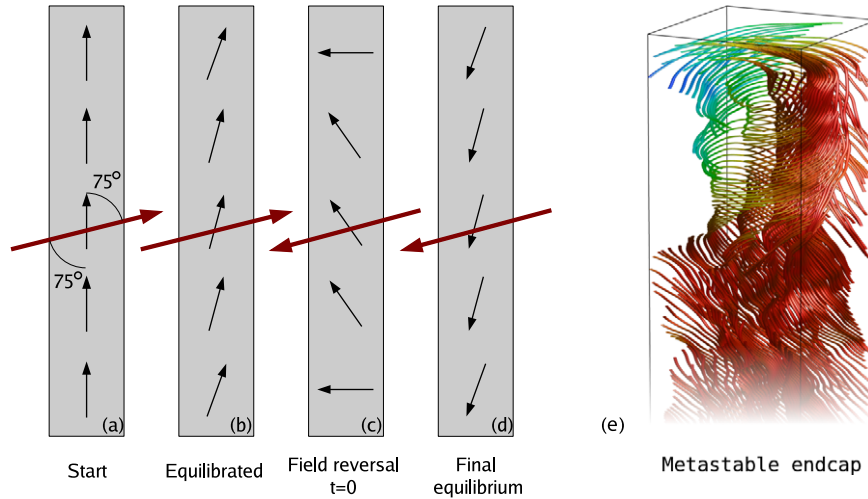 75°
75°
(a)
(b)
(c)
(d)
(e)
Start
Equilibrated
Field reversal
t=0
Final
equilibrium
Metastable endcap